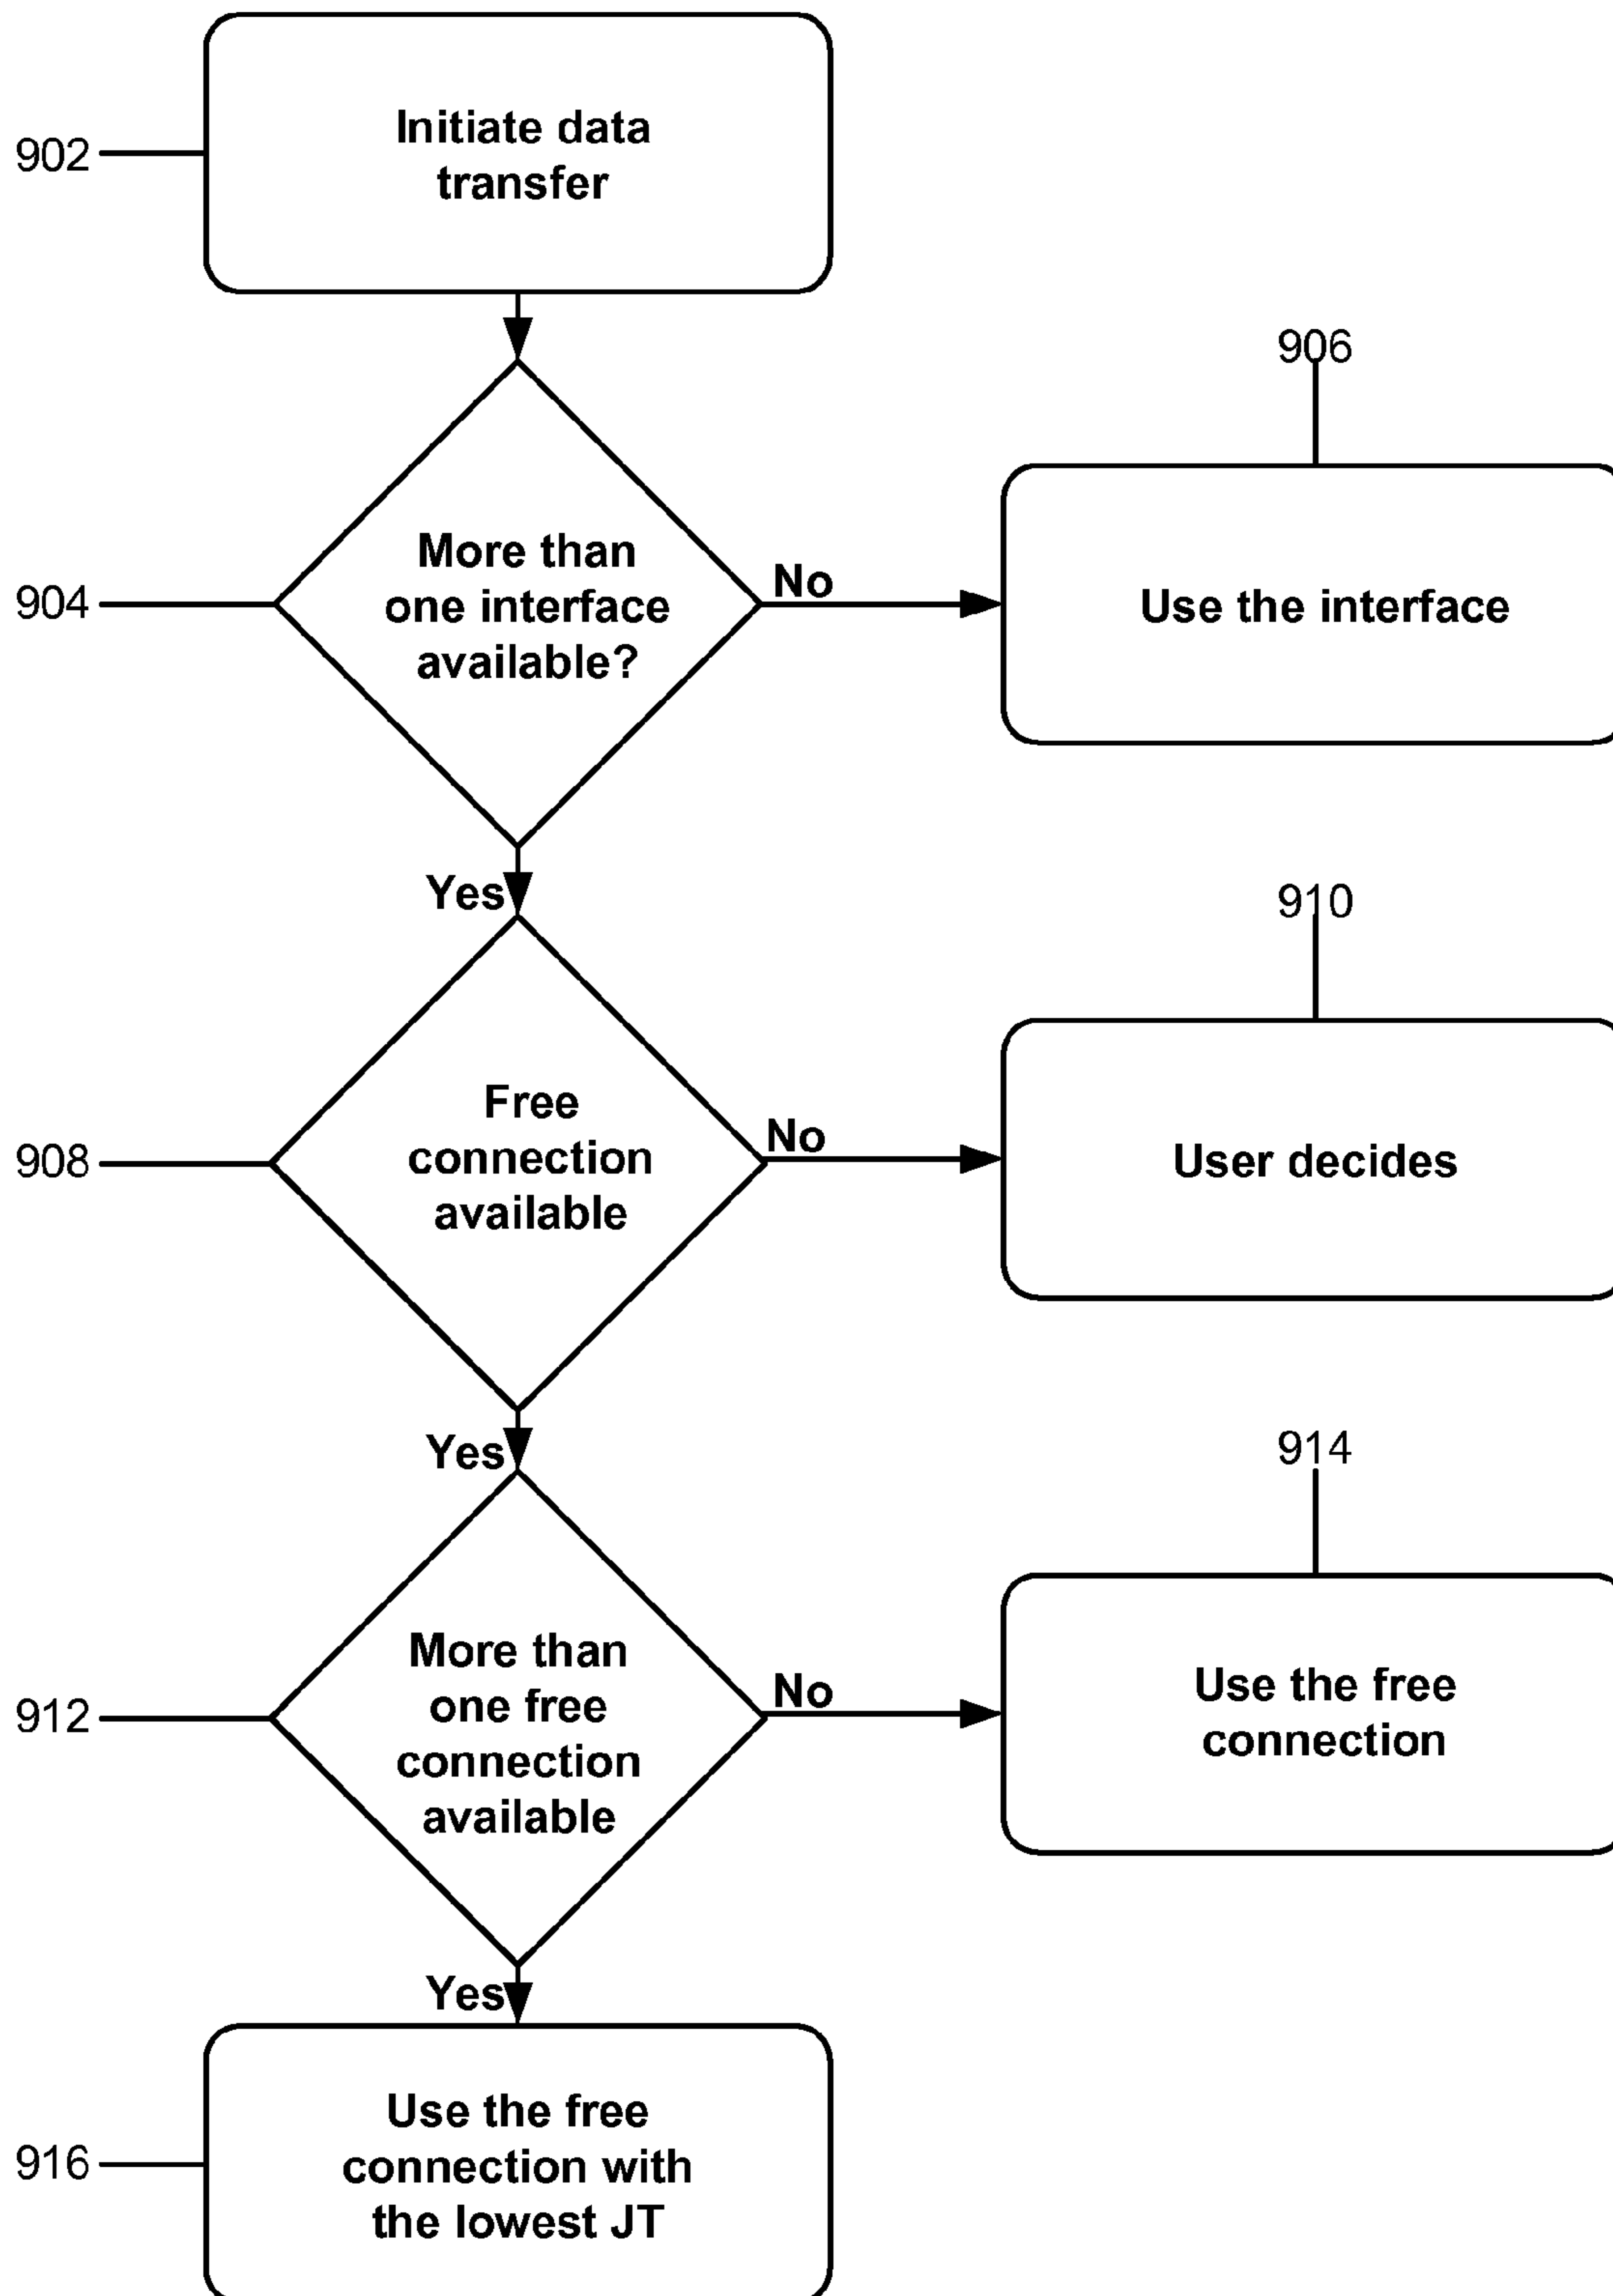 Initiate data
transfer
902
906
More than
one interface
available?
904
No
Use the interface
Yes
910
Free
connection
available
908
No
User decides
Yes
914
More than
one free
connection
available
912
No
Use the free
connection
Yes
Use the free
connection with
the lowest JT
916